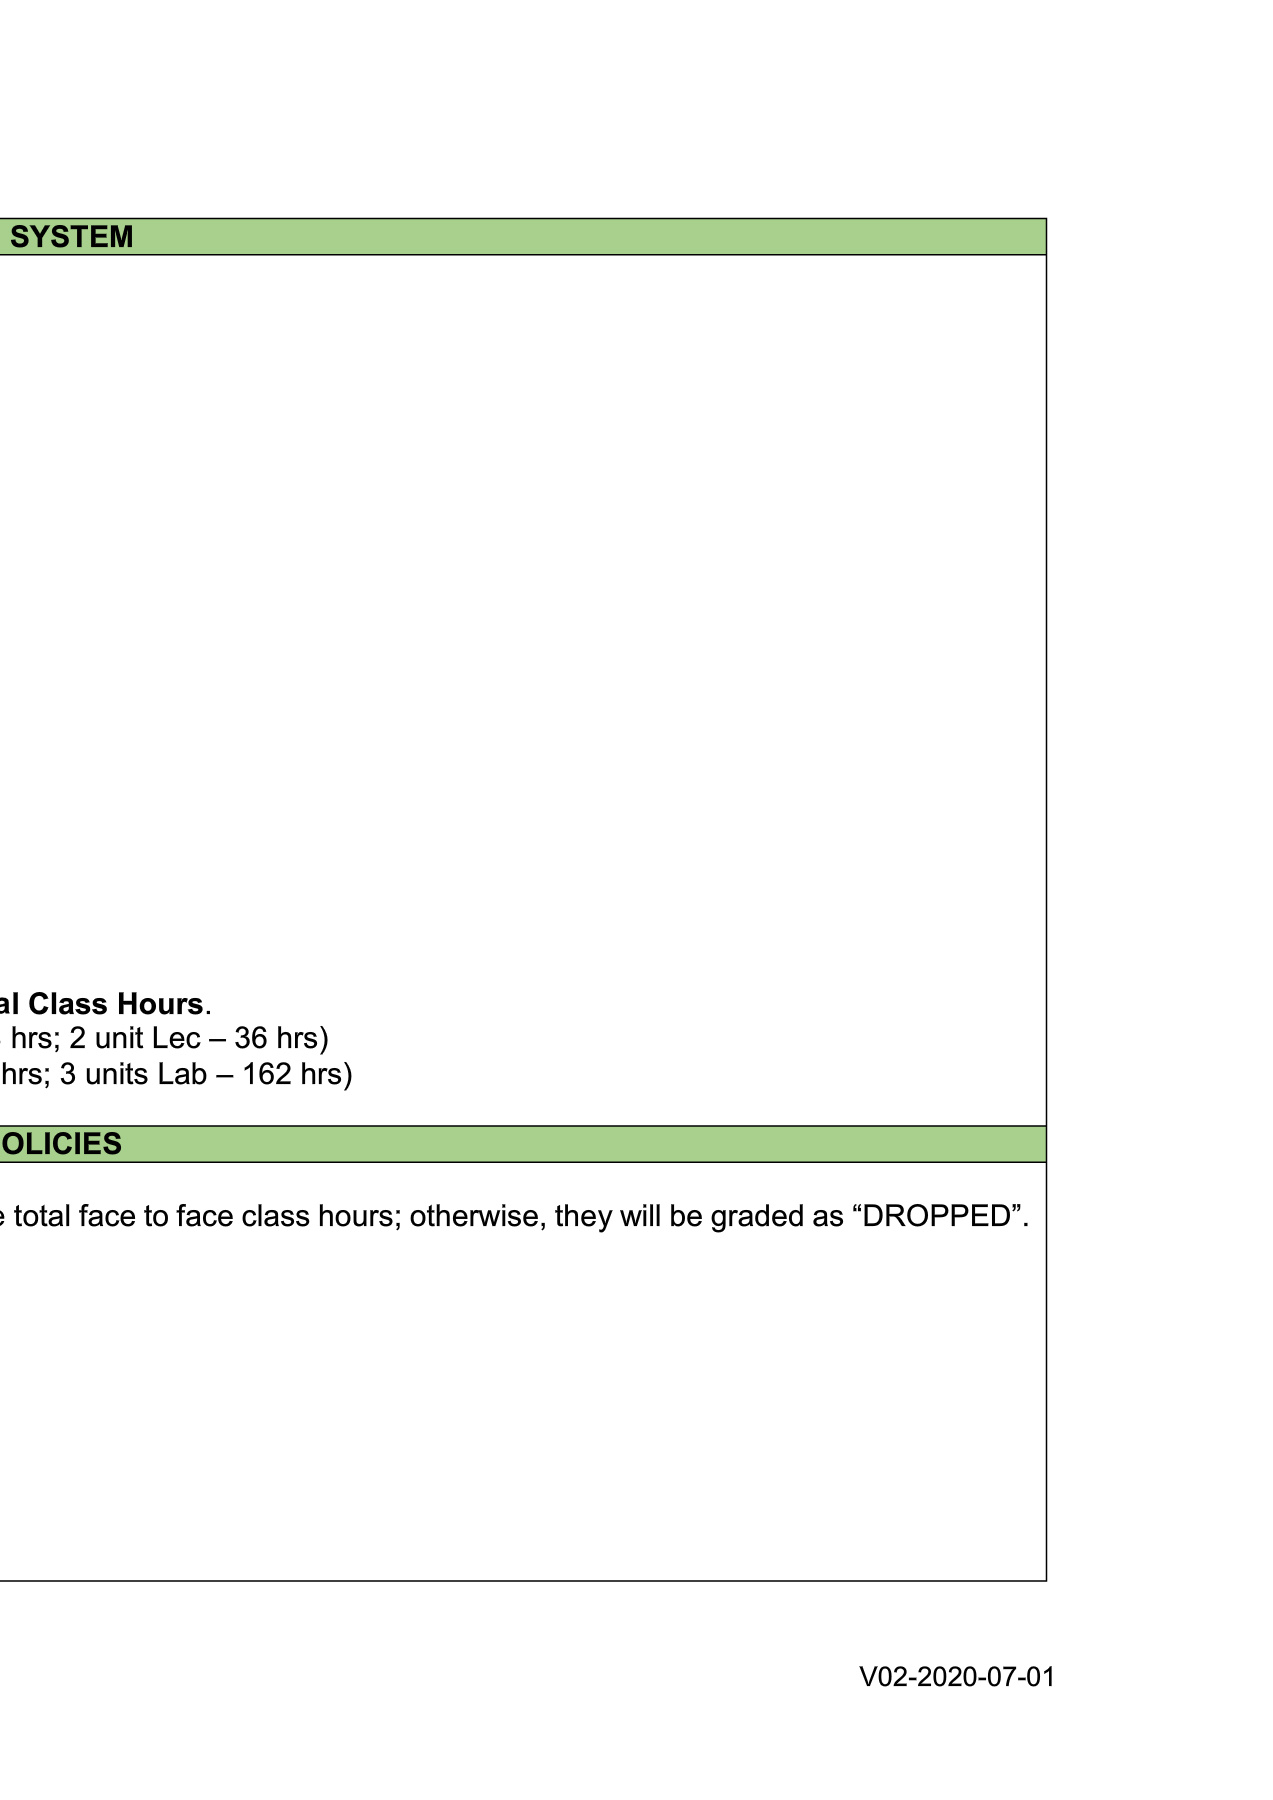 SYSTEM
Class Hours.
hrs; 2 unit Lec – 36 hrs)
hrs; 3 units Lab – 162 hrs)
OLICIES
total face to face class hours; otherwise, they will be graded as “DROPPED”.
V02-2020-07-01